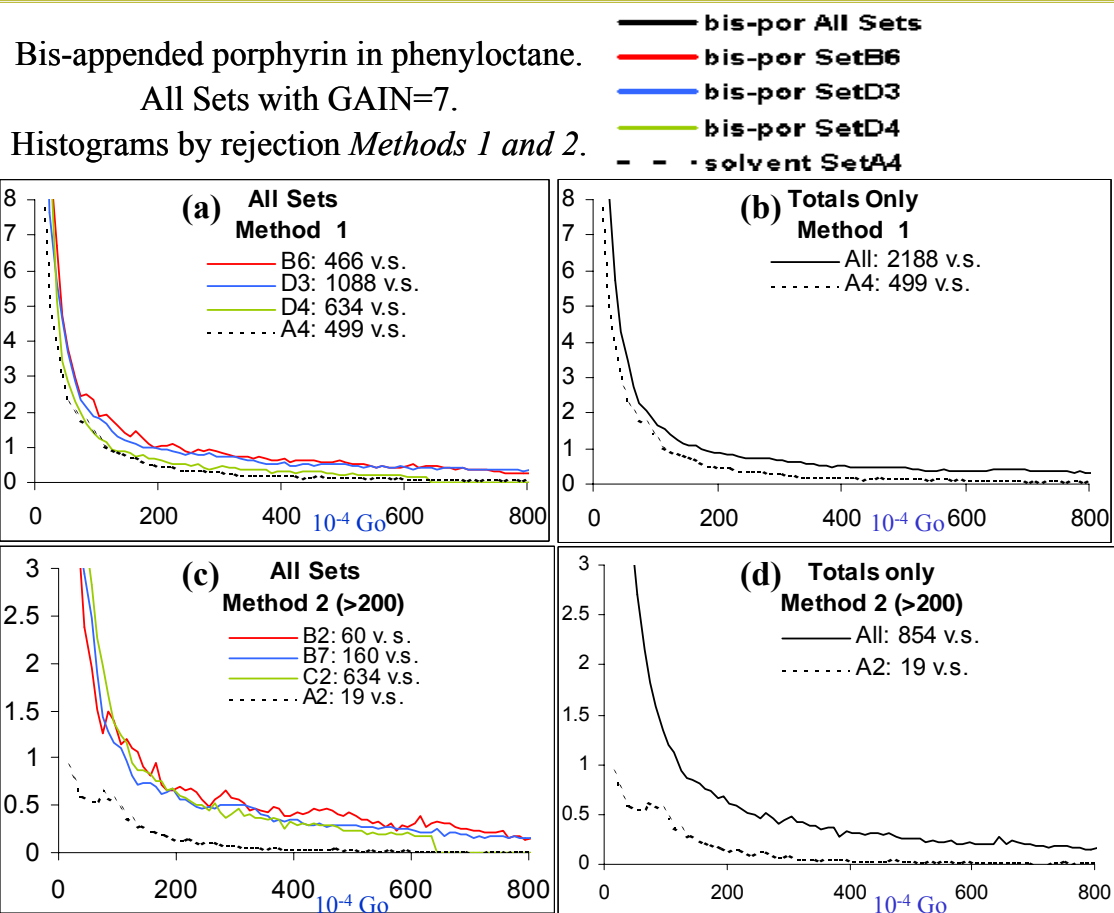 Bis-appended porphyrin in phenyloctane.
All Sets with GAIN=7.
Histograms by rejection Methods 1 and 2.
bis-por All Sets
bis-por SetB6
bis-por SetD3
bis-por SetD4
solvent SetA4
(a) All Sets
Method 1
B6: 466 v.s.
D3: 1088 v.s.
D4: 634 v.s.
A4: 499 v.s.
8
7
6
5
4
3
2
1
0
0 200 400 600 800
10-4 Go
(b) Totals Only
Method 1
All: 2188 v.s.
A4: 499 v.s.
8
7
6
5
4
3
2
1
0
0 200 400 600 800
10-4 Go
(c) All Sets
Method 2 (>200)
B2: 60 v. s.
B7: 160 v.s.
C2: 634 v.s.
A2: 19 v.s.
3
2.5
2
1.5
1
0.5
0
0 200 400 600 800
10-4 Go
(d) Totals only
Method 2 (>200)
All: 854 v.s.
A2: 19 v.s.
3
2.5
2
1.5
1
0.5
0
0 200 400 600 800
10-4 Go